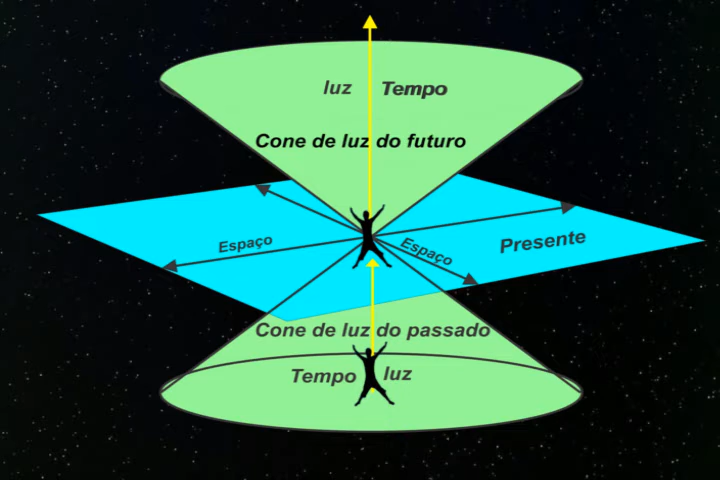 luz Tempo
Cone de luz do futuro
Espaço
Espaço
Presente
Cone de luz do passado
Tempo luz